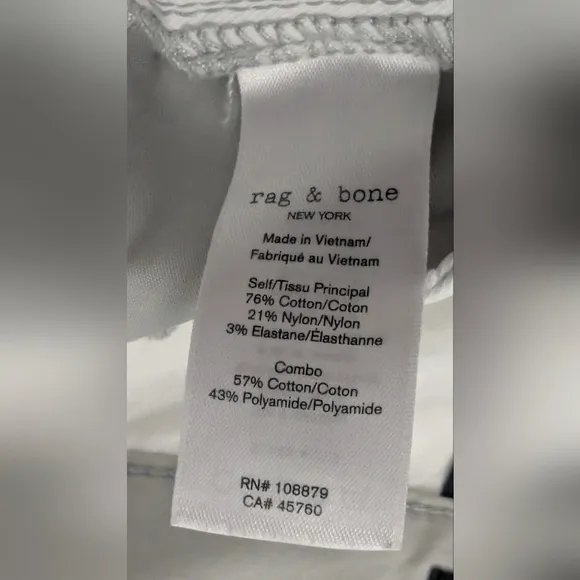 rag & bone
NEW YORK
Made in Vietnam/
Fabriqué au Vietnam
Self/Tissu Principal
76% Cotton/Coton
21% Nylon/Nylon
3% Elastane/Élasthanne
Combo
57% Cotton/Coton
43% Polyamide/Polyamide
RN# 108879
CA# 45760